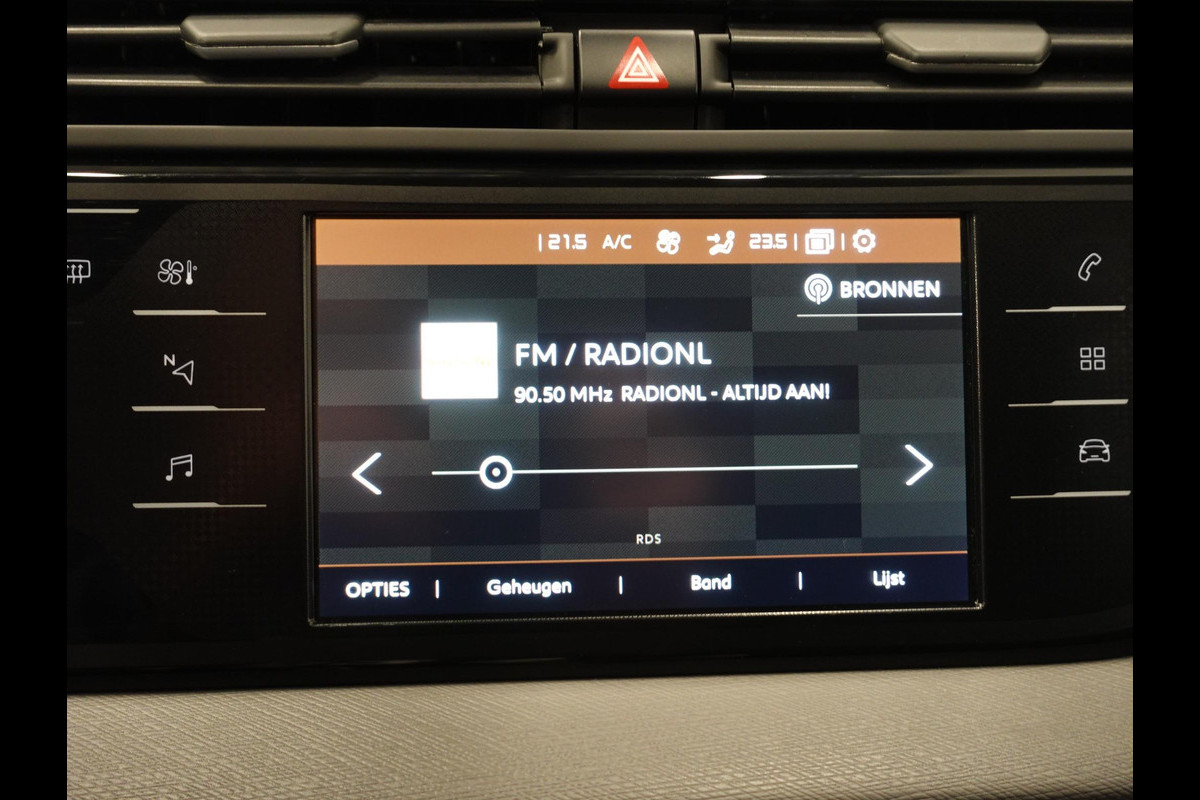 21.5 A/C 23.5
BRONNEN
FM / RADIONL
90.50 MHz RADIONL - ALTIJD AAN!
N
RDS
OPTIES | Geheugen | Band | Lijst